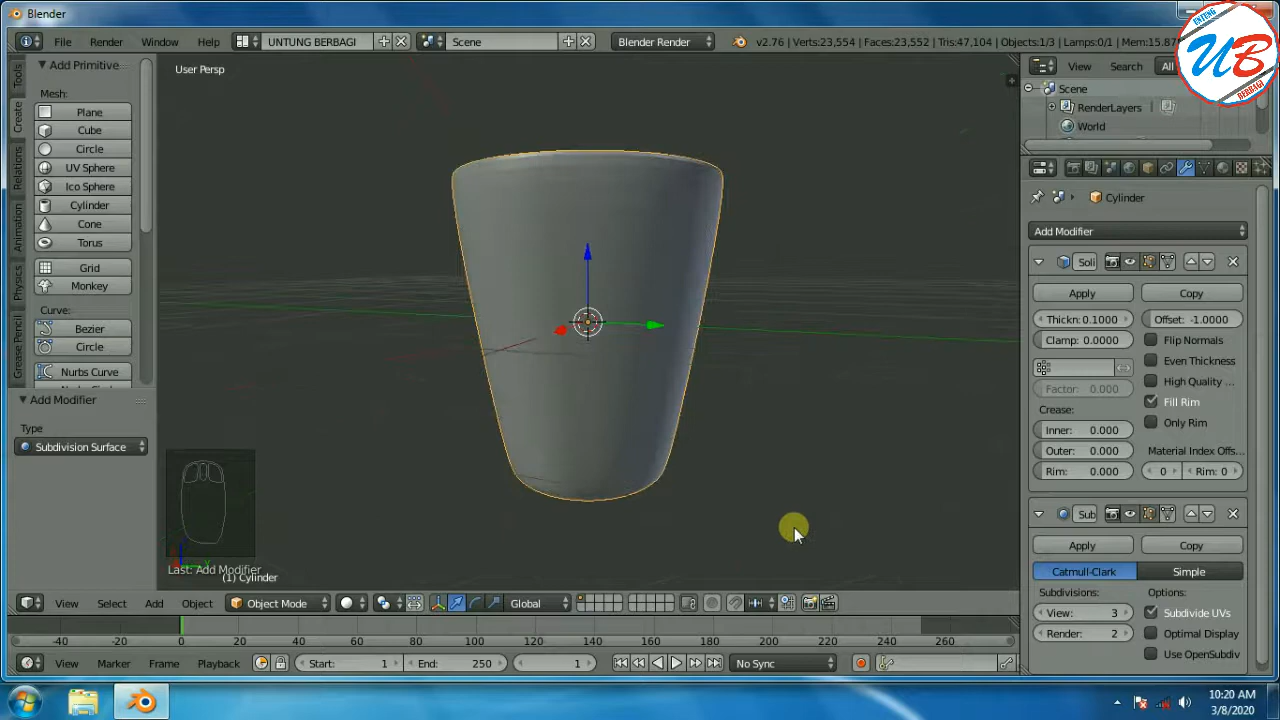 Blender
File Render Window Help UNTUNG BERBAGI Scene Blender Render v2.76 | Verts:23,554 | Faces:23,552 | Tris:47,104 | Objects:1/3 | Lamps:0/1 | Mem:15.87
ENTENG
UB
BERBAGI
View Search All
Scene
RenderLayers
World
Tools
Create
Relations
Animation
Physics
Grease Pencil
Add Primitive
Mesh:
Plane
Cube
Circle
UV Sphere
Ico Sphere
Cylinder
Cone
Torus
Grid
Monkey
Curve:
Bezier
Circle
Nurbs Curve
Add Modifier
Type
Subdivision Surface
User Persp
Last: Add Modifier
(1) Cylinder
Cylinder
Add Modifier
Soli
Apply Copy
Thickn:0.1000 Offset: -1.0000
Clamp: 0.0000 Flip Normals
Even Thickness
Factor: 0.000 High Quality ...
Crease: Fill Rim
Inner: 0.000 Only Rim
Outer: 0.000 Material Index Offs...
Rim: 0.000 0 Rim: 0
Sub
Apply Copy
Catmull-Clark Simple
Subdivisions: Options:
View: 3 Subdivide UVs
Render: 2 Optimal Display
Use OpenSubdiv
View Select Add Object Object Mode Global
-40 -20 0 20 40 60 80 100 120 140 160 180 200 220 240 260
View Marker Frame Playback Start: 1 End: 250 1 No Sync
10:20 AM
3/8/2020